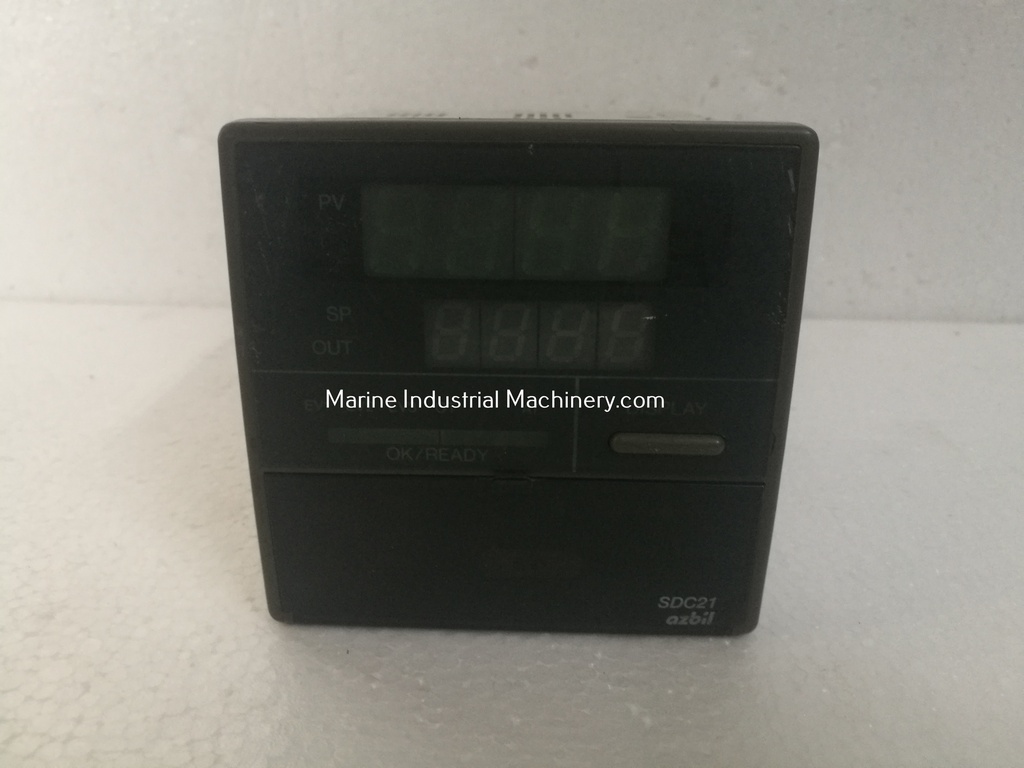 PV
SP
OUT
Marine Industrial Machinery.com
OK/READY
SDC21
azbil